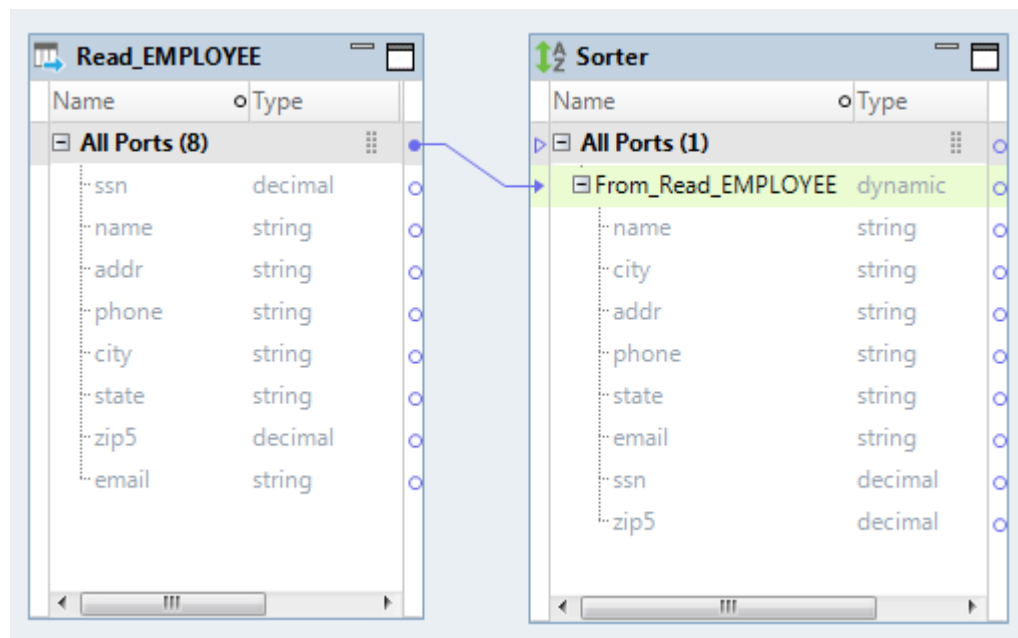 Read_EMPLOYEE
Name Type
All Ports (8)
ssn decimal
name string
addr string
phone string
city string
state string
zip5 decimal
email string
Sorter
Name Type
All Ports (1)
From_Read_EMPLOYEE dynamic
name string
city string
addr string
phone string
state string
email string
ssn decimal
zip5 decimal